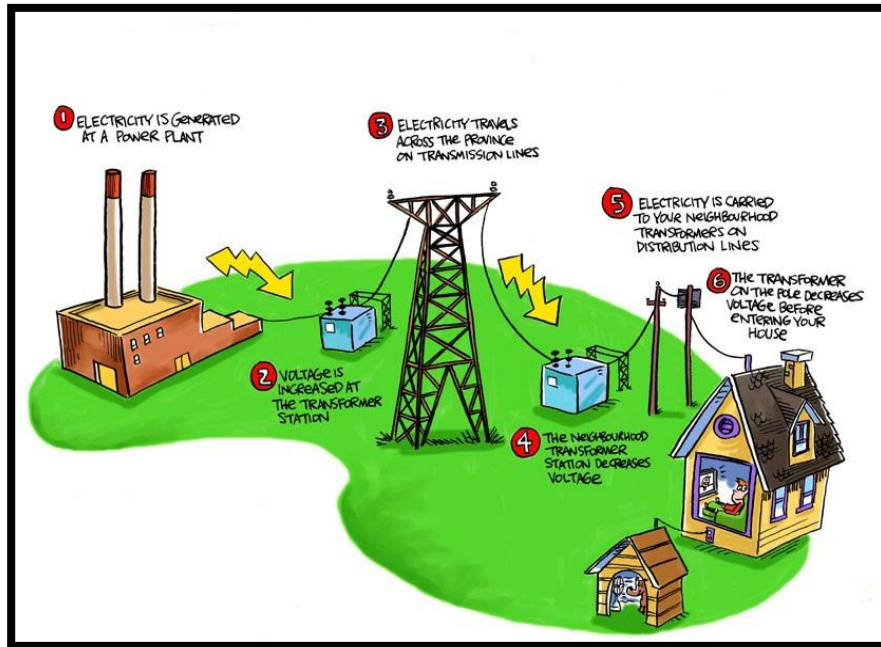 1 ELECTRICITY IS GENERATED
AT A POWER PLANT
2 VOLTAGE IS
INCREASED AT
THE TRANSFORMER
STATION
3 ELECTRICITY TRAVELS
ACROSS THE PROVINCE
ON TRANSMISSION LINES
4 THE NEIGHBOURHOOD
TRANSFORMER
STATION DECREASES
VOLTAGE
5 ELECTRICITY IS CARRIED
TO YOUR NEIGHBOURHOOD
TRANSFORMERS ON
DISTRIBUTION LINES
6 THE TRANSFORMER
ON THE POLE DECREASES
VOLTAGE BEFORE
ENTERING YOUR
HOUSE